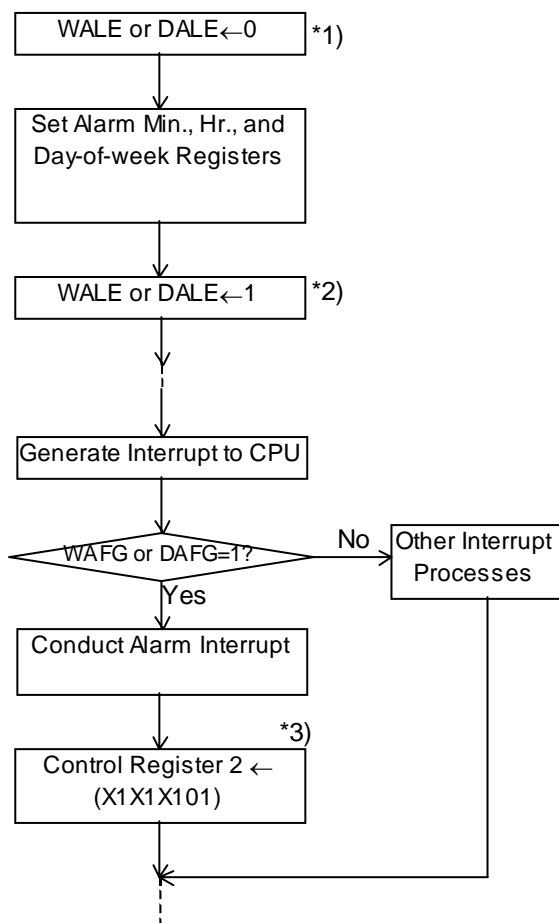 WALE or DALE←0
*1)
Set Alarm Min., Hr., and
Day-of-week Registers
WALE or DALE←1
*2)
Generate Interrupt to CPU
WAFG or DAFG=1?
No
Other Interrupt
Processes
Yes
Conduct Alarm Interrupt
*3)
Control Register 2 ←
(X1X1X101)